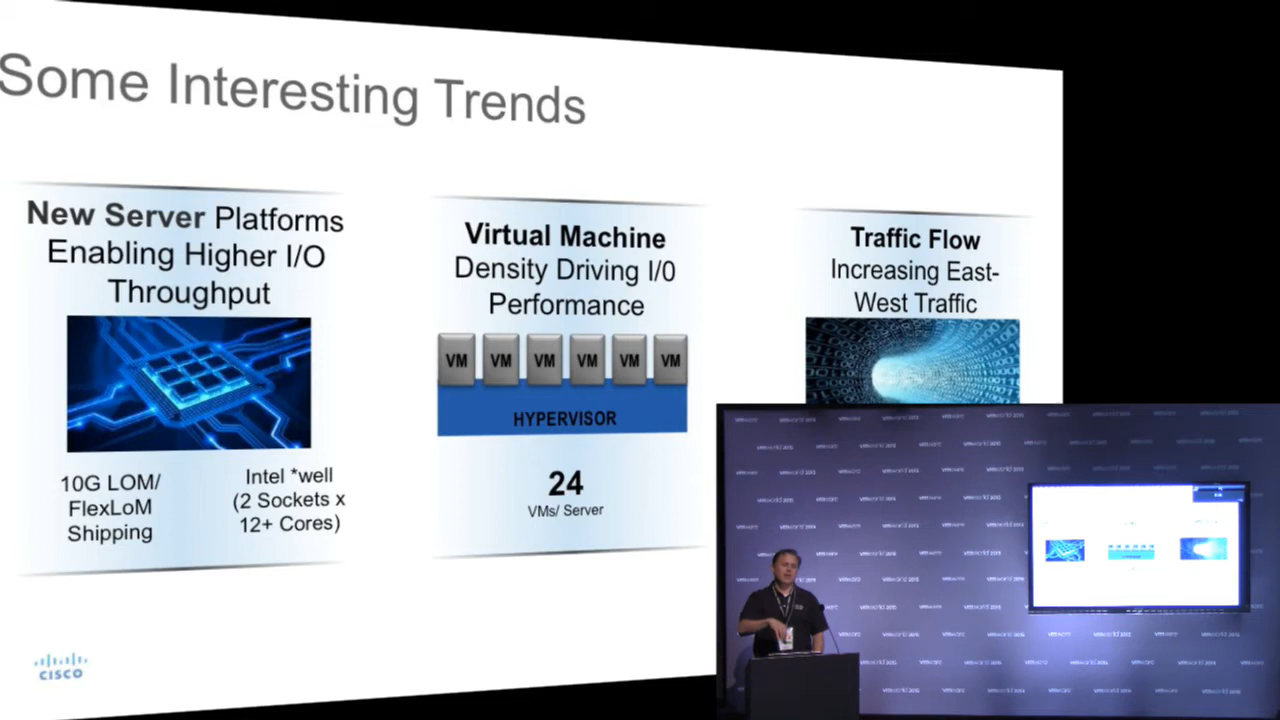 Some Interesting Trends
New Server Platforms
Enabling Higher I/O
Throughput
10G LOM/
FlexLoM
Shipping
Intel *well
(2 Sockets x
12+ Cores)
Virtual Machine
Density Driving I/0
Performance
VM VM VM VM VM VM
HYPERVISOR
24
VMs/ Server
Traffic Flow
Increasing East-
West Traffic
CISCO